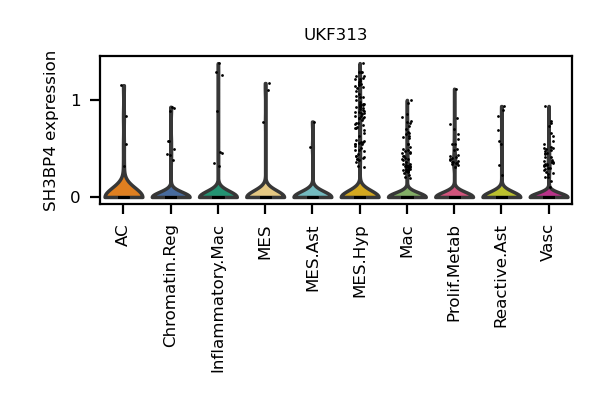 UKF313
SH3BP4 expression
1
0
AC
Chromatin.Reg
Inflammatory.Mac
MES
MES.Ast
MES.Hyp
Mac
Prolif.Metab
Reactive.Ast
Vasc